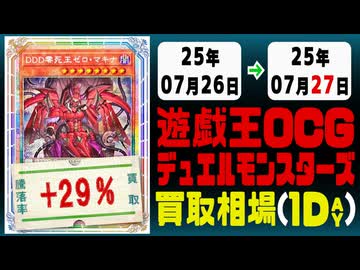 DDD零死王ゼロ・マキナ
闇
騰落率
+29%
買取
25年
07月26日
25年
07月27日
遊戯王OCG
デュエルモンスターズ
買取相場(1D)